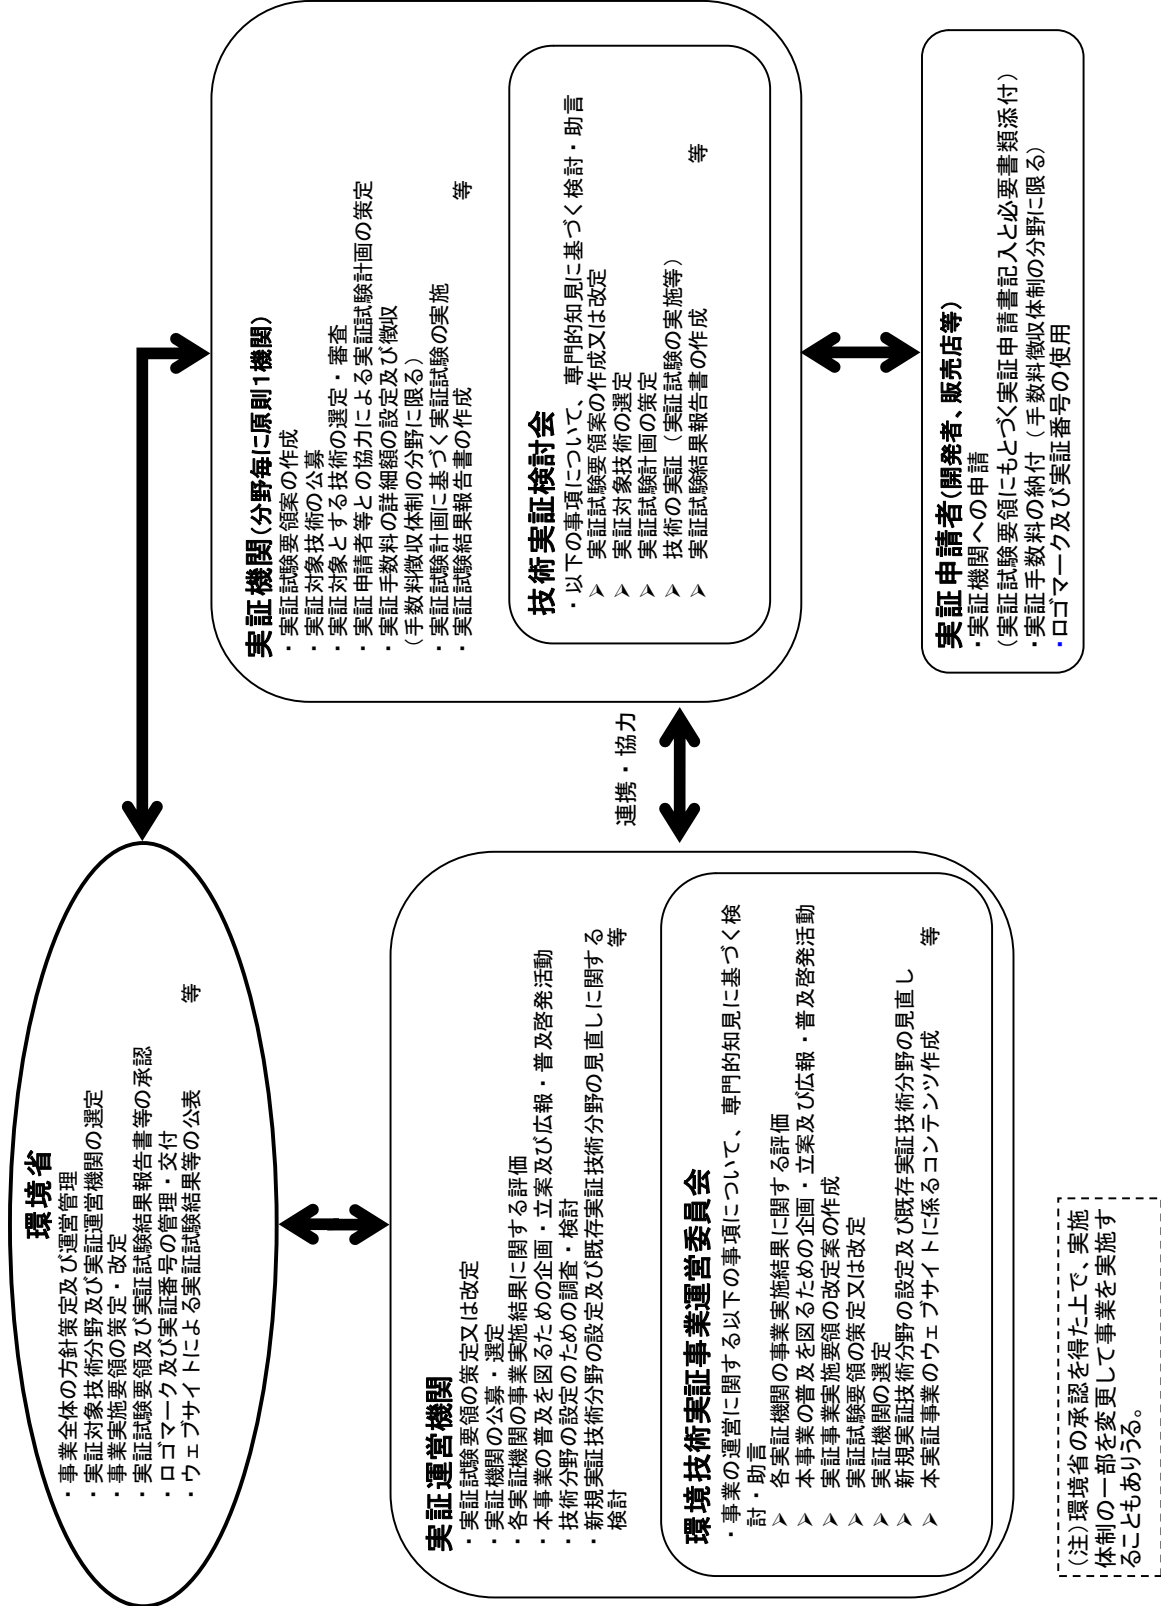 環境省
・事業全体の方針策定及び運営管理
・実証対象技術分野及び実証運営機関の選定
・事業実施要領の策定・改定
・実証試験要領及び実証試験結果報告書等の承認
・ロゴマーク及び実証番号の管理・交付
・ウェブサイトによる実証試験結果等の公表
等
実証運営機関
・実証試験要領の策定又は改定
・実証機関の公募・選定
・各実証機関の事業実施結果に関する評価
・本事業の普及を図るための企画・立案及び広報・普及啓発活動
・技術分野の設定のための調査・検討
・新規実証技術分野の設定及び既存実証技術分野の見直しに関する
検討
等
環境技術実証事業運営委員会
・事業の運営に関する以下の事項について、専門的知見に基づく検
討・助言
➢ 各実証機関の事業実施結果に関する評価
➢ 本事業の普及を図るための企画・立案及び広報・普及啓発活動
➢ 実証事業実施要領の改定案の作成
➢ 実証試験要領の策定又は改定
➢ 実証機関の選定
➢ 新規実証技術分野の設定及び既存実証技術分野の見直し
➢ 本実証事業のウェブサイトに係るコンテンツ作成
等
連携・協力
実証機関(分野毎に原則1機関)
・実証試験要領案の作成
・実証対象技術の公募
・実証対象とする技術の選定・審査
・実証申請者等との協力による実証試験計画の策定
・実証手数料の詳細額の設定及び徴収
(手数料徴収体制の分野に限る)
・実証試験計画に基づく実証試験の実施
・実証試験結果報告書の作成
等
技術実証検討会
・以下の事項について、専門的知見に基づく検討・助言
➢ 実証試験要領案の作成又は改定
➢ 実証対象技術の選定
➢ 実証試験計画の策定
➢ 技術の実証（実証試験の実施等）
➢ 実証試験結果報告書の作成
等
実証申請者(開発者、販売店等)
・実証機関への申請
(実証試験要領にもとづく実証申請書記入と必要書類添付)
・実証手数料の納付（手数料徴収体制の分野に限る)
・ロゴマーク及び実証番号の使用
(注)環境省の承認を得た上で、実施
体制の一部を変更して事業を実施す
ることもありうる。